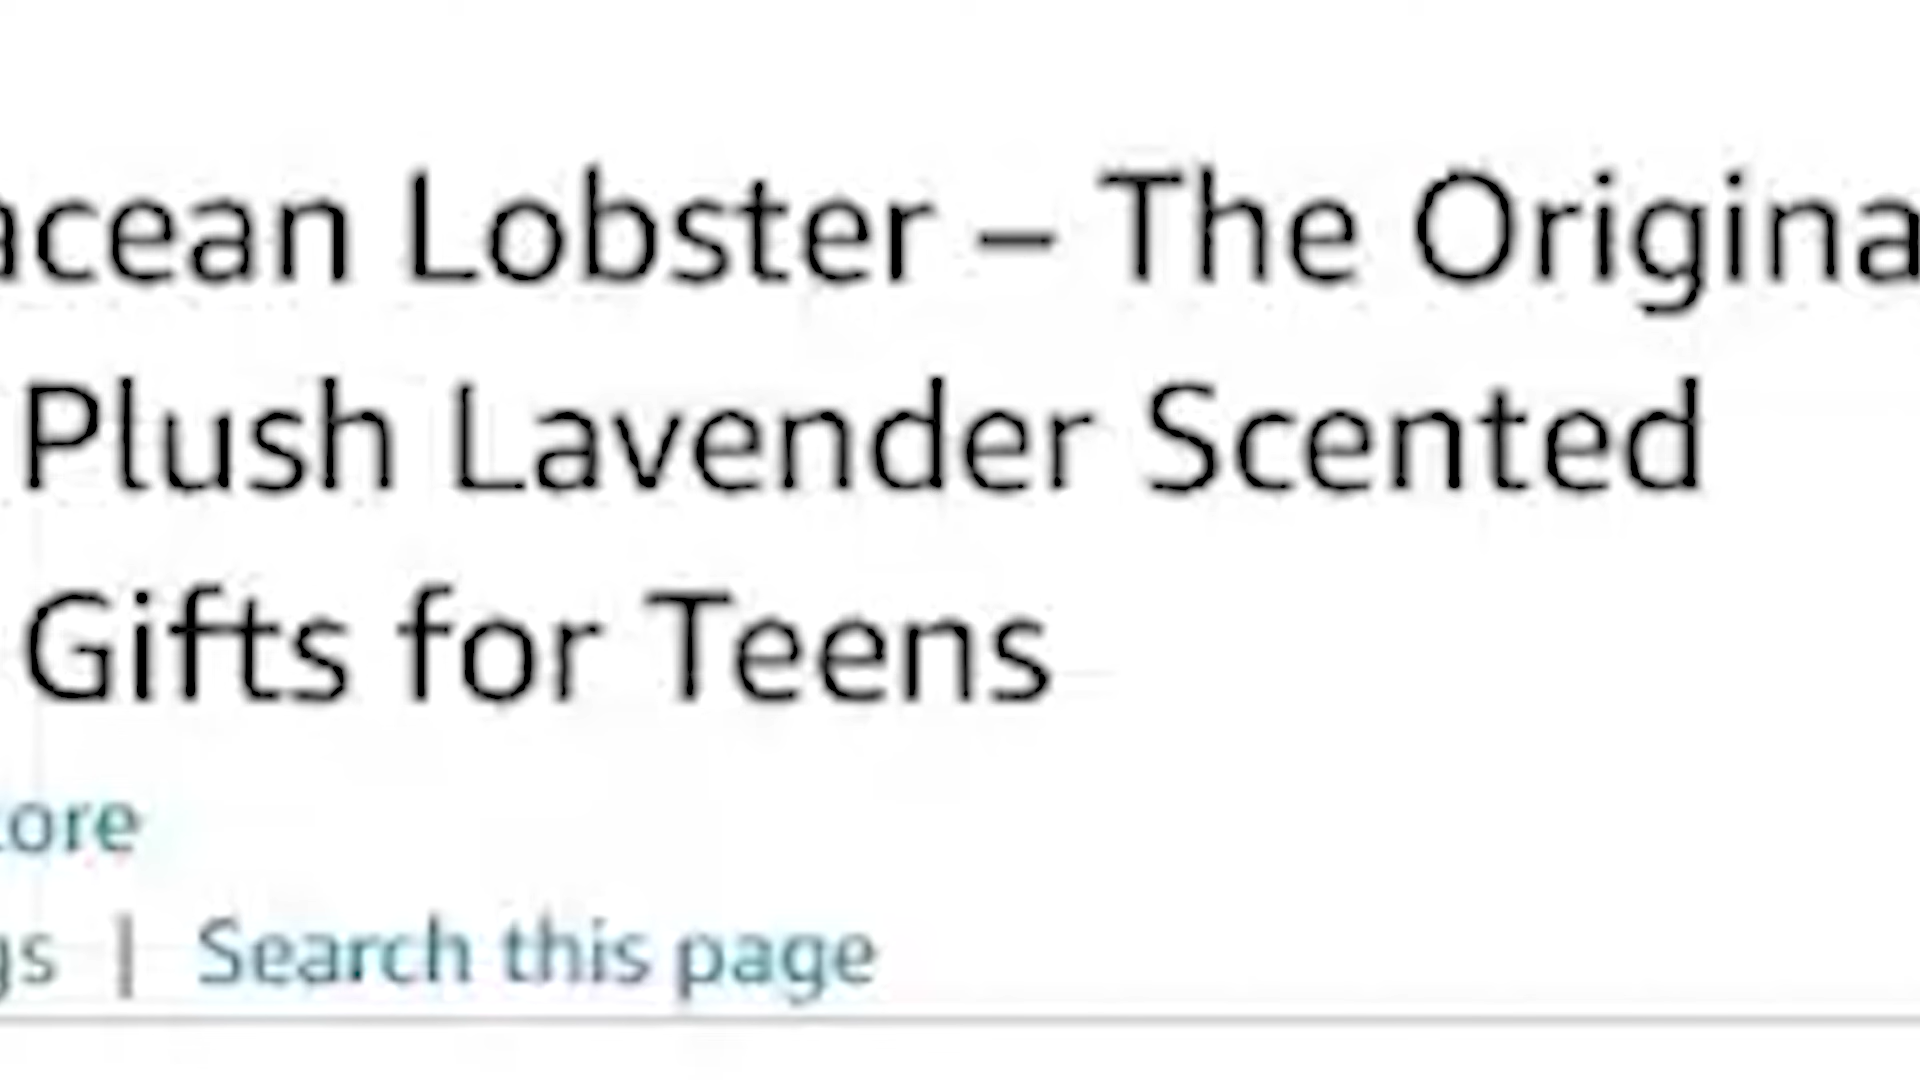 acean Lobster – The Origina
Plush Lavender Scented
Gifts for Teens
ore
gs | Search this page